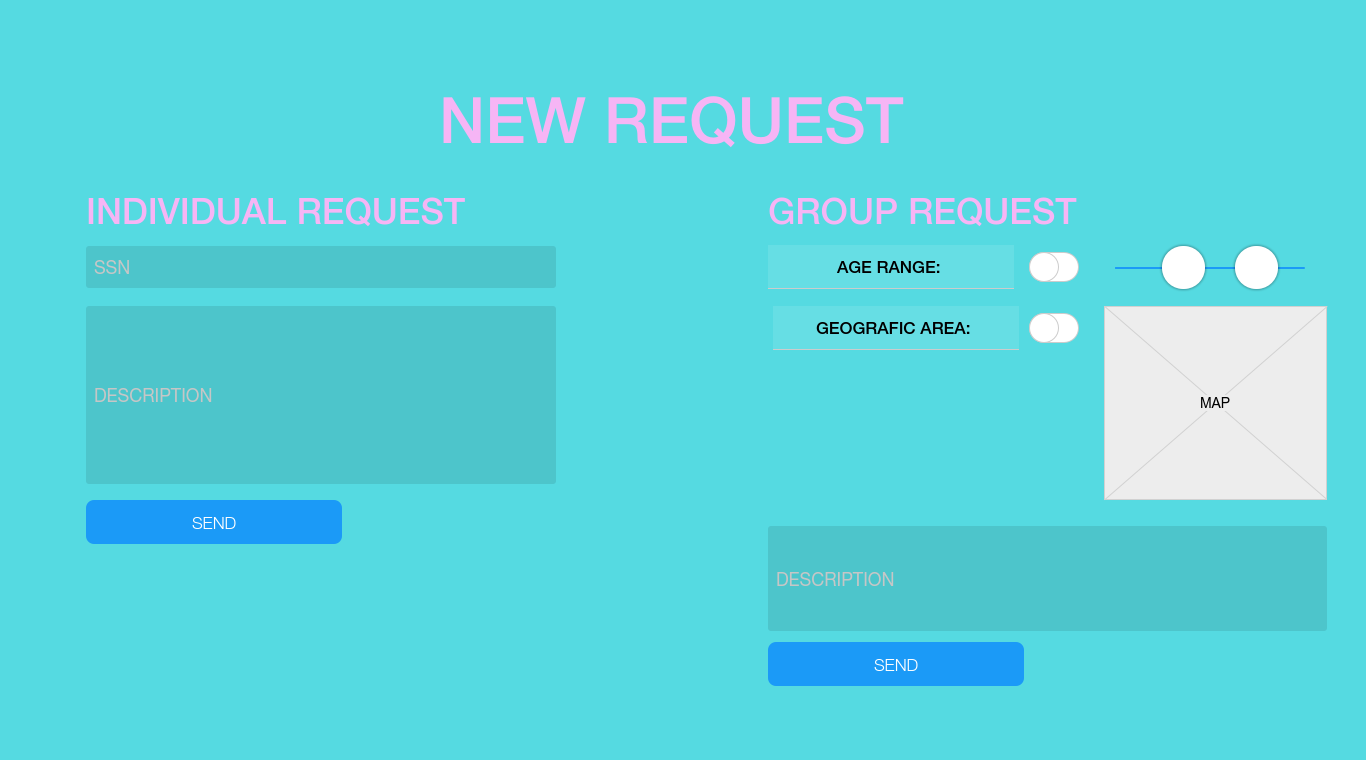 NEW REQUEST
INDIVIDUAL REQUEST
SSN
DESCRIPTION
SEND
GROUP REQUEST
AGE RANGE:
GEOGRAFIC AREA:
MAP
DESCRIPTION
SEND